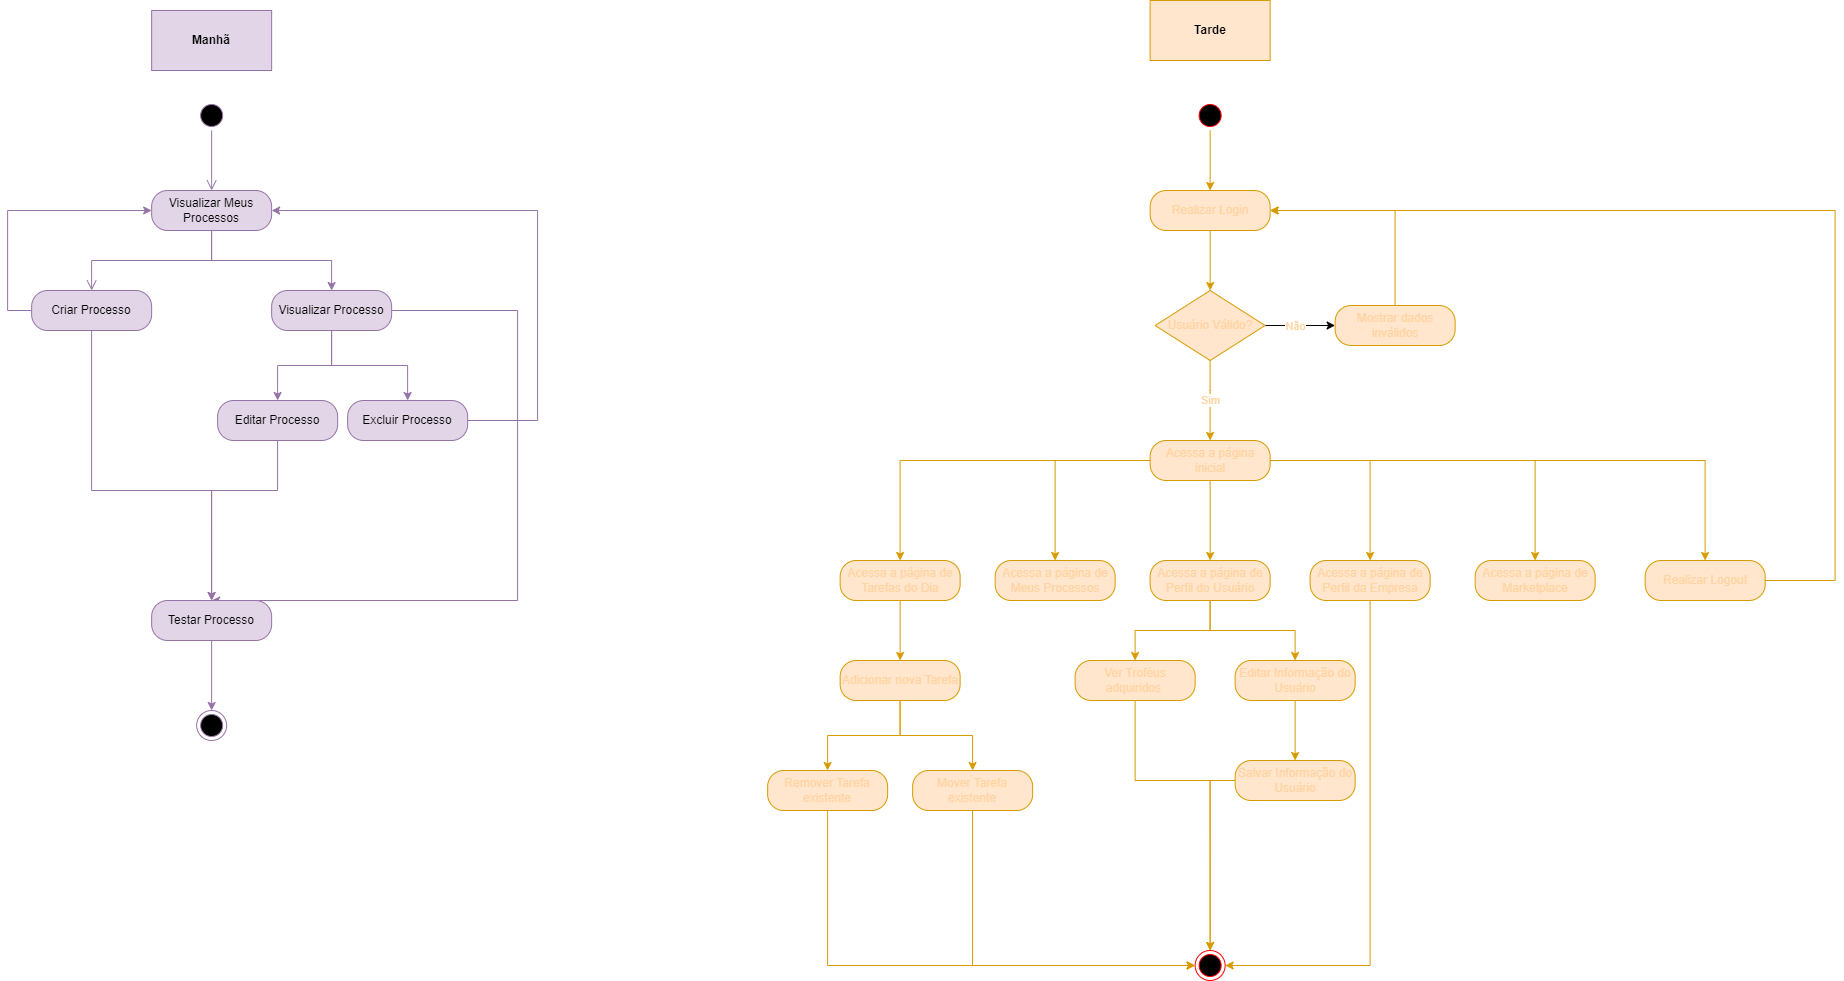 Manhã
Tarde
Visualizar Meus
Processos
Criar Processo
Visualizar Processo
Editar Processo
Excluir Processo
Testar Processo
Realizar Login
Usuário Válido?
Não
Mostrar dados
inválidos
Sim
Acessa a página
inicial
Acessa a página de
Tarefas do Dia
Acessa a página de
Meus Processos
Acessa a página de
Perfil do Usuário
Acessa a página de
Perfil da Empresa
Acessa a página de
Marketplace
Realizar Logout
Adicionar nova Tarefa
Ver Troféus
adquiridos
Editar Informação do
Usuário
Remover Tarefa
existente
Mover Tarefa
existente
Salvar Informação do
Usuário